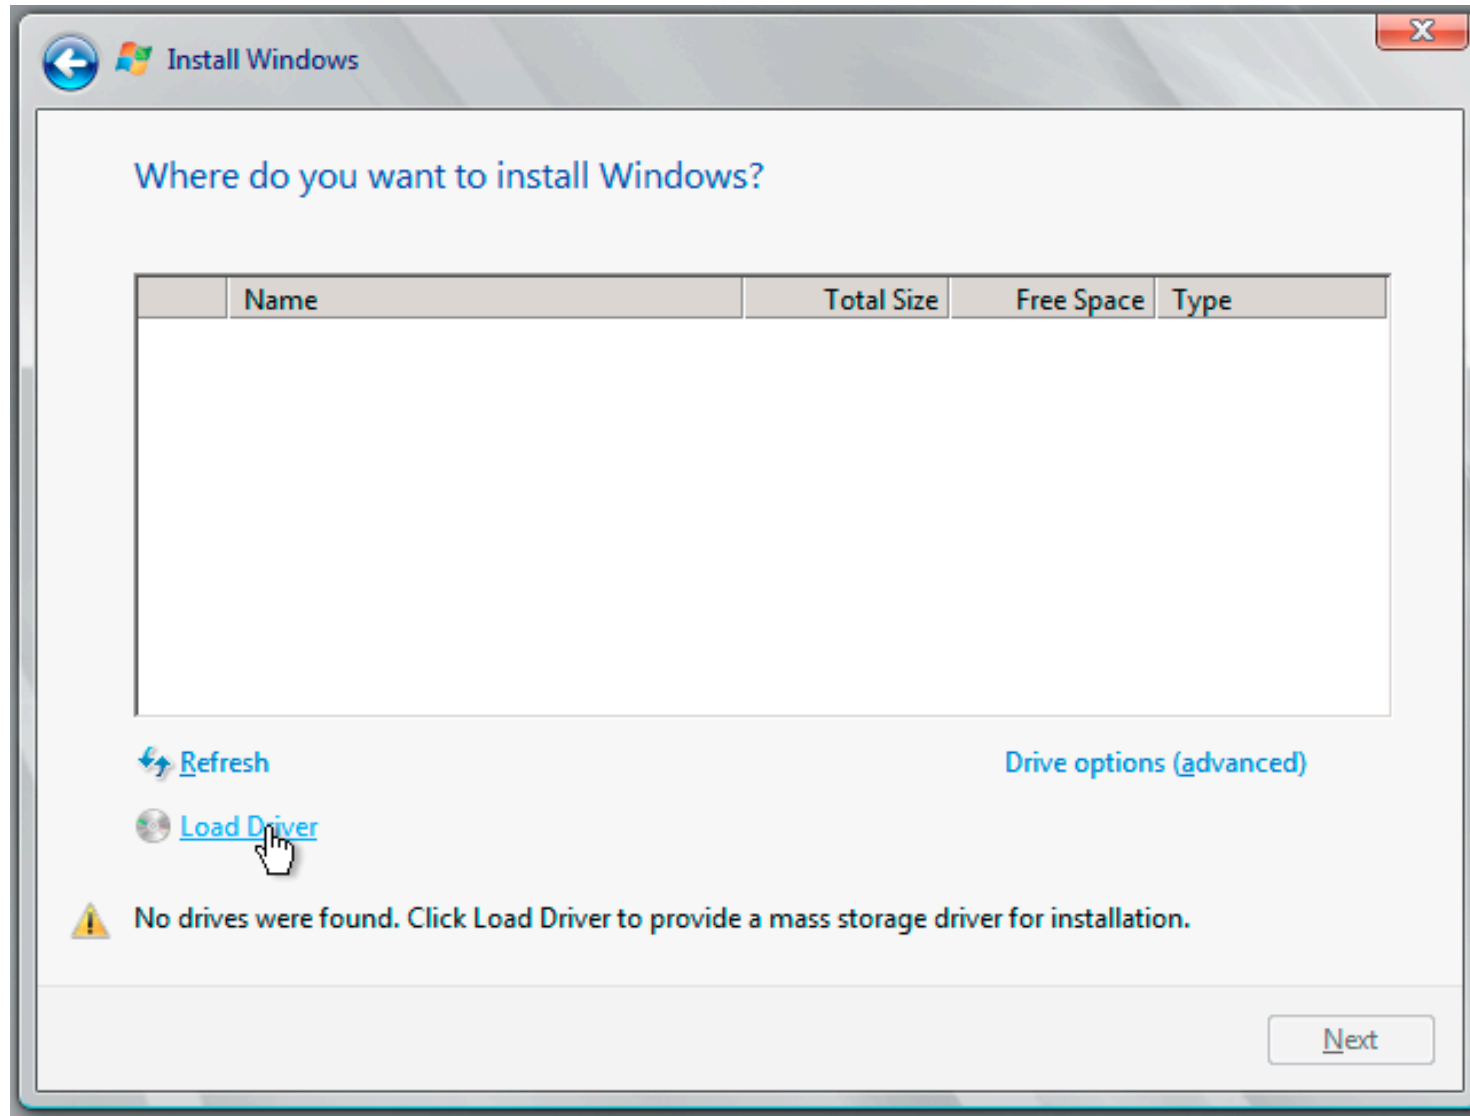 Install Windows
Where do you want to install Windows?
Name Total Size Free Space Type
Refresh Drive options (advanced)
Load Driver
No drives were found. Click Load Driver to provide a mass storage driver for installation.
Next